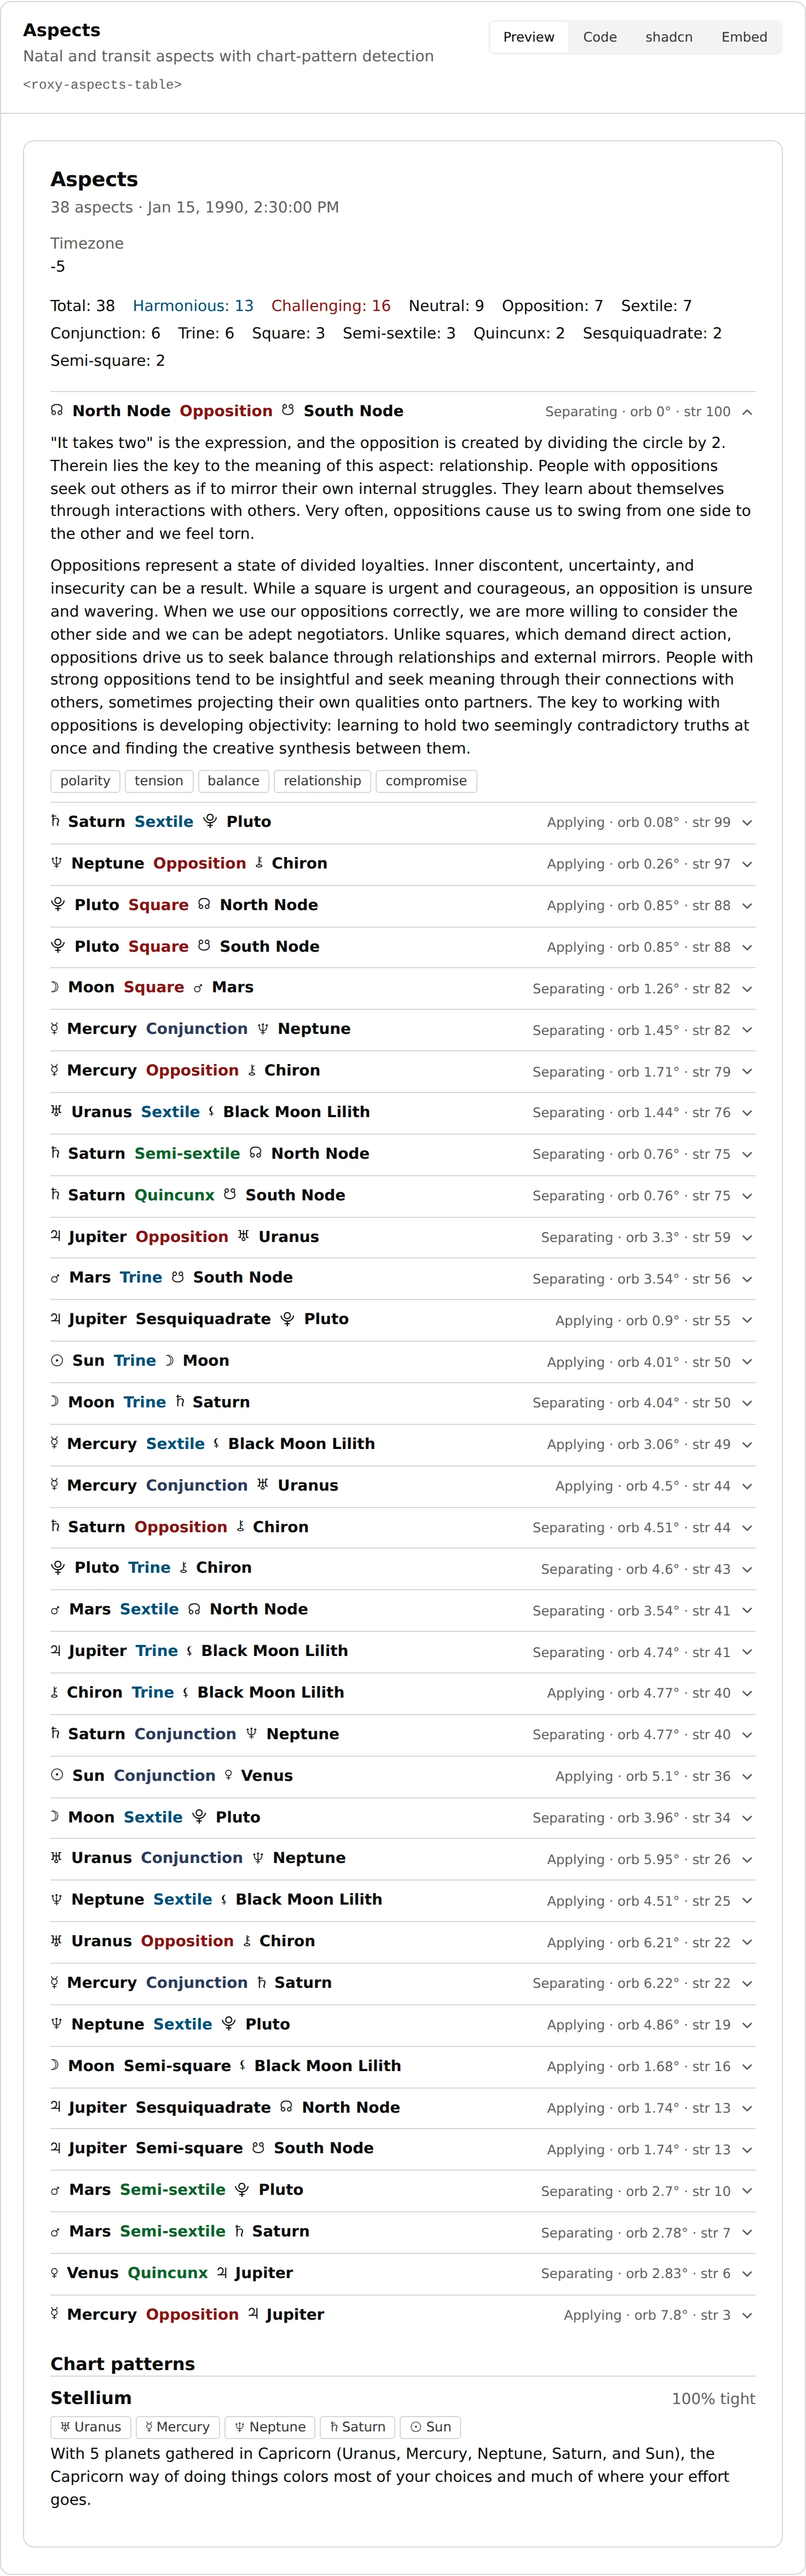 Aspects
Natal and transit aspects with chart-pattern detection
<roxy-aspects-table>
Preview Code shadcn Embed
Aspects
38 aspects · Jan 15, 1990, 2:30:00 PM
Timezone
-5
Total: 38 Harmonious: 13 Challenging: 16 Neutral: 9 Opposition: 7 Sextile: 7
Conjunction: 6 Trine: 6 Square: 3 Semi-sextile: 3 Quincunx: 2 Sesquiquadrate: 2
Semi-square: 2
☊ North Node Opposition ☋ South Node Separating · orb 0° · str 100
"It takes two" is the expression, and the opposition is created by dividing the circle by 2.
Therein lies the key to the meaning of this aspect: relationship. People with oppositions
seek out others as if to mirror their own internal struggles. They learn about themselves
through interactions with others. Very often, oppositions cause us to swing from one side to
the other and we feel torn.
Oppositions represent a state of divided loyalties. Inner discontent, uncertainty, and
insecurity can be a result. While a square is urgent and courageous, an opposition is unsure
and wavering. When we use our oppositions correctly, we are more willing to consider the
other side and we can be adept negotiators. Unlike squares, which demand direct action,
oppositions drive us to seek balance through relationships and external mirrors. People with
strong oppositions tend to be insightful and seek meaning through their connections with
others, sometimes projecting their own qualities onto partners. The key to working with
oppositions is developing objectivity: learning to hold two seemingly contradictory truths at
once and finding the creative synthesis between them.
polarity tension balance relationship compromise
♄ Saturn Sextile ♇ Pluto Applying · orb 0.08° · str 99
♆ Neptune Opposition ⚷ Chiron Applying · orb 0.26° · str 97
♇ Pluto Square ☊ North Node Applying · orb 0.85° · str 88
♇ Pluto Square ☋ South Node Applying · orb 0.85° · str 88
☽ Moon Square ♂ Mars Separating · orb 1.26° · str 82
☿ Mercury Conjunction ♆ Neptune Separating · orb 1.45° · str 82
☿ Mercury Opposition ⚷ Chiron Separating · orb 1.71° · str 79
♅ Uranus Sextile ⚸ Black Moon Lilith Separating · orb 1.44° · str 76
♄ Saturn Semi-sextile ☊ North Node Separating · orb 0.76° · str 75
♄ Saturn Quincunx ☋ South Node Separating · orb 0.76° · str 75
♃ Jupiter Opposition ♅ Uranus Separating · orb 3.3° · str 59
♂ Mars Trine ☋ South Node Separating · orb 3.54° · str 56
♃ Jupiter Sesquiquadrate ♇ Pluto Applying · orb 0.9° · str 55
☉ Sun Trine ☽ Moon Applying · orb 4.01° · str 50
☽ Moon Trine ♄ Saturn Separating · orb 4.04° · str 50
☿ Mercury Sextile ⚸ Black Moon Lilith Applying · orb 3.06° · str 49
☿ Mercury Conjunction ♅ Uranus Applying · orb 4.5° · str 44
♄ Saturn Opposition ⚷ Chiron Separating · orb 4.51° · str 44
♇ Pluto Trine ⚷ Chiron Separating · orb 4.6° · str 43
♂ Mars Sextile ☊ North Node Separating · orb 3.54° · str 41
♃ Jupiter Trine ⚸ Black Moon Lilith Separating · orb 4.74° · str 41
⚷ Chiron Trine ⚸ Black Moon Lilith Applying · orb 4.77° · str 40
♄ Saturn Conjunction ♆ Neptune Separating · orb 4.77° · str 40
☉ Sun Conjunction ♀ Venus Applying · orb 5.1° · str 36
☽ Moon Sextile ♇ Pluto Separating · orb 3.96° · str 34
♅ Uranus Conjunction ♆ Neptune Applying · orb 5.95° · str 26
♆ Neptune Sextile ⚸ Black Moon Lilith Applying · orb 4.51° · str 25
♅ Uranus Opposition ⚷ Chiron Applying · orb 6.21° · str 22
☿ Mercury Conjunction ♄ Saturn Separating · orb 6.22° · str 22
♆ Neptune Sextile ♇ Pluto Applying · orb 4.86° · str 19
☽ Moon Semi-square ⚸ Black Moon Lilith Applying · orb 1.68° · str 16
♃ Jupiter Sesquiquadrate ☊ North Node Applying · orb 1.74° · str 13
♃ Jupiter Semi-square ☋ South Node Applying · orb 1.74° · str 13
♂ Mars Semi-sextile ♇ Pluto Separating · orb 2.7° · str 10
♂ Mars Semi-sextile ♄ Saturn Separating · orb 2.78° · str 7
♀ Venus Quincunx ♃ Jupiter Separating · orb 2.83° · str 6
☿ Mercury Opposition ♃ Jupiter Applying · orb 7.8° · str 3
Chart patterns
Stellium 100% tight
♅ Uranus ☿ Mercury ♆ Neptune ♄ Saturn ☉ Sun
With 5 planets gathered in Capricorn (Uranus, Mercury, Neptune, Saturn, and Sun), the
Capricorn way of doing things colors most of your choices and much of where your effort
goes.